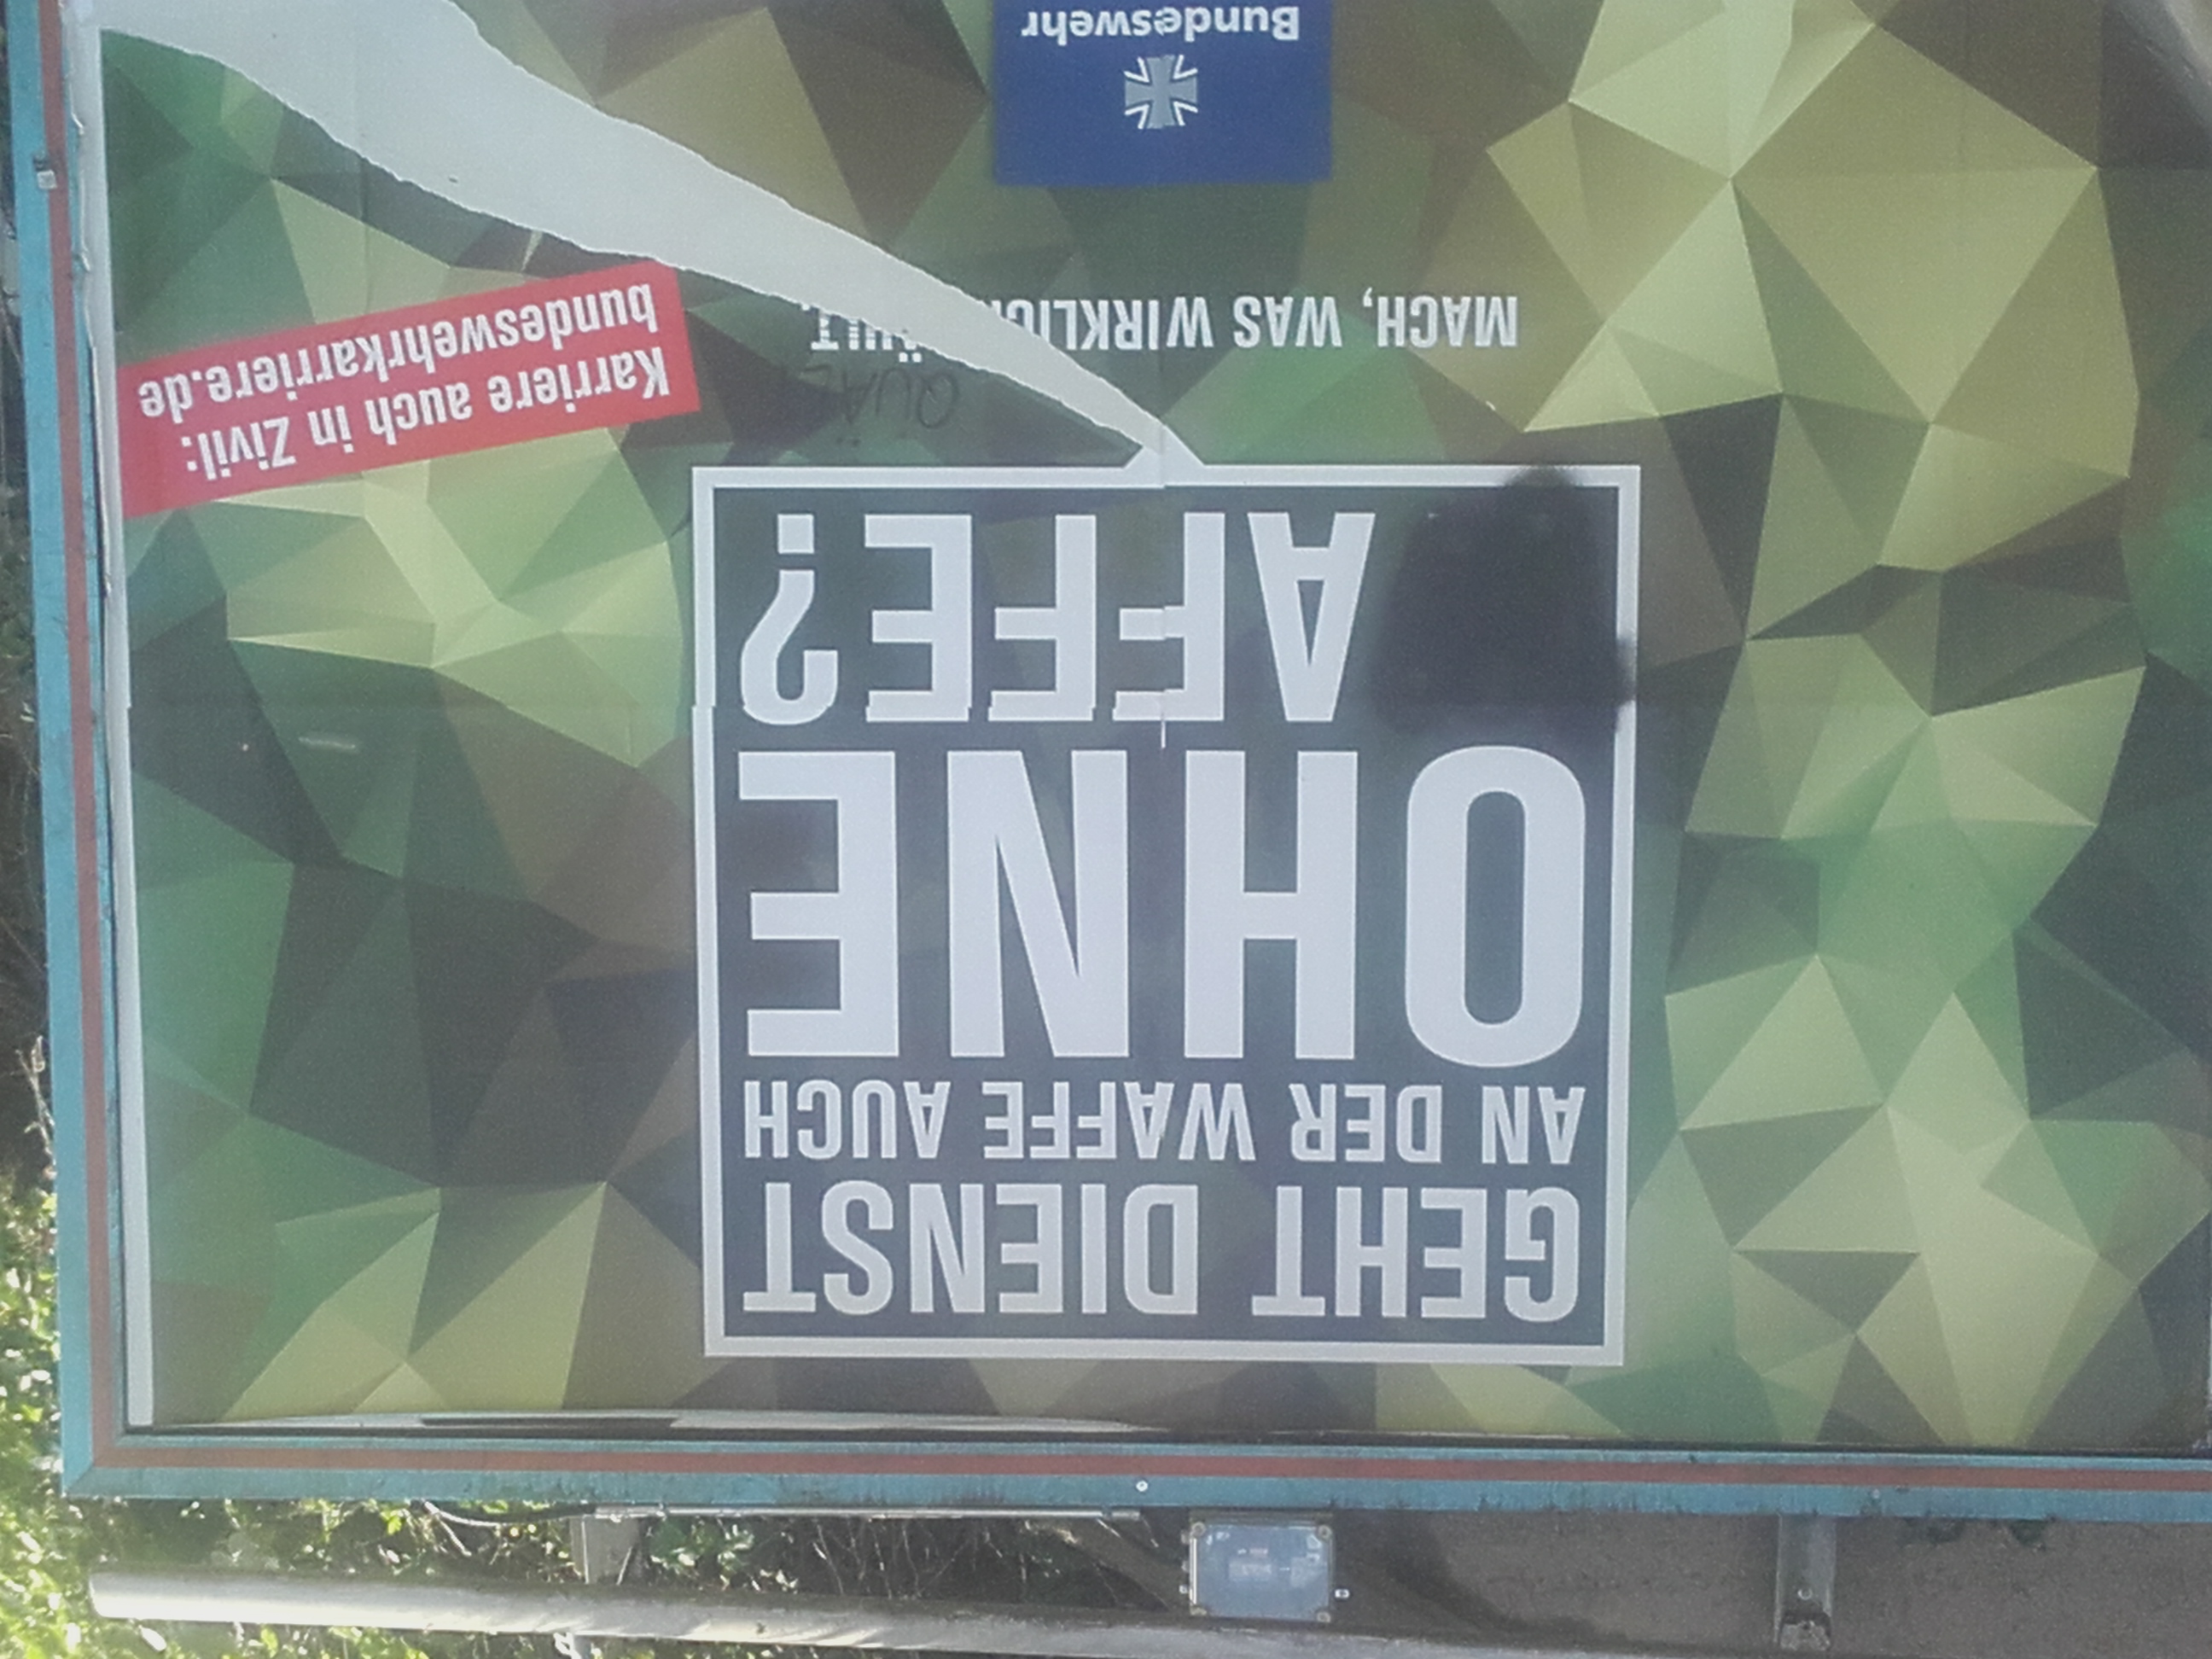 GEHT DIENST
AN DER WAFFE AUCH
OHNE
AFFE?
MACH, WAS WIRKLICH
Karriere auch in Zivil:
bundeswehrkarriere.de
Bundeswehr